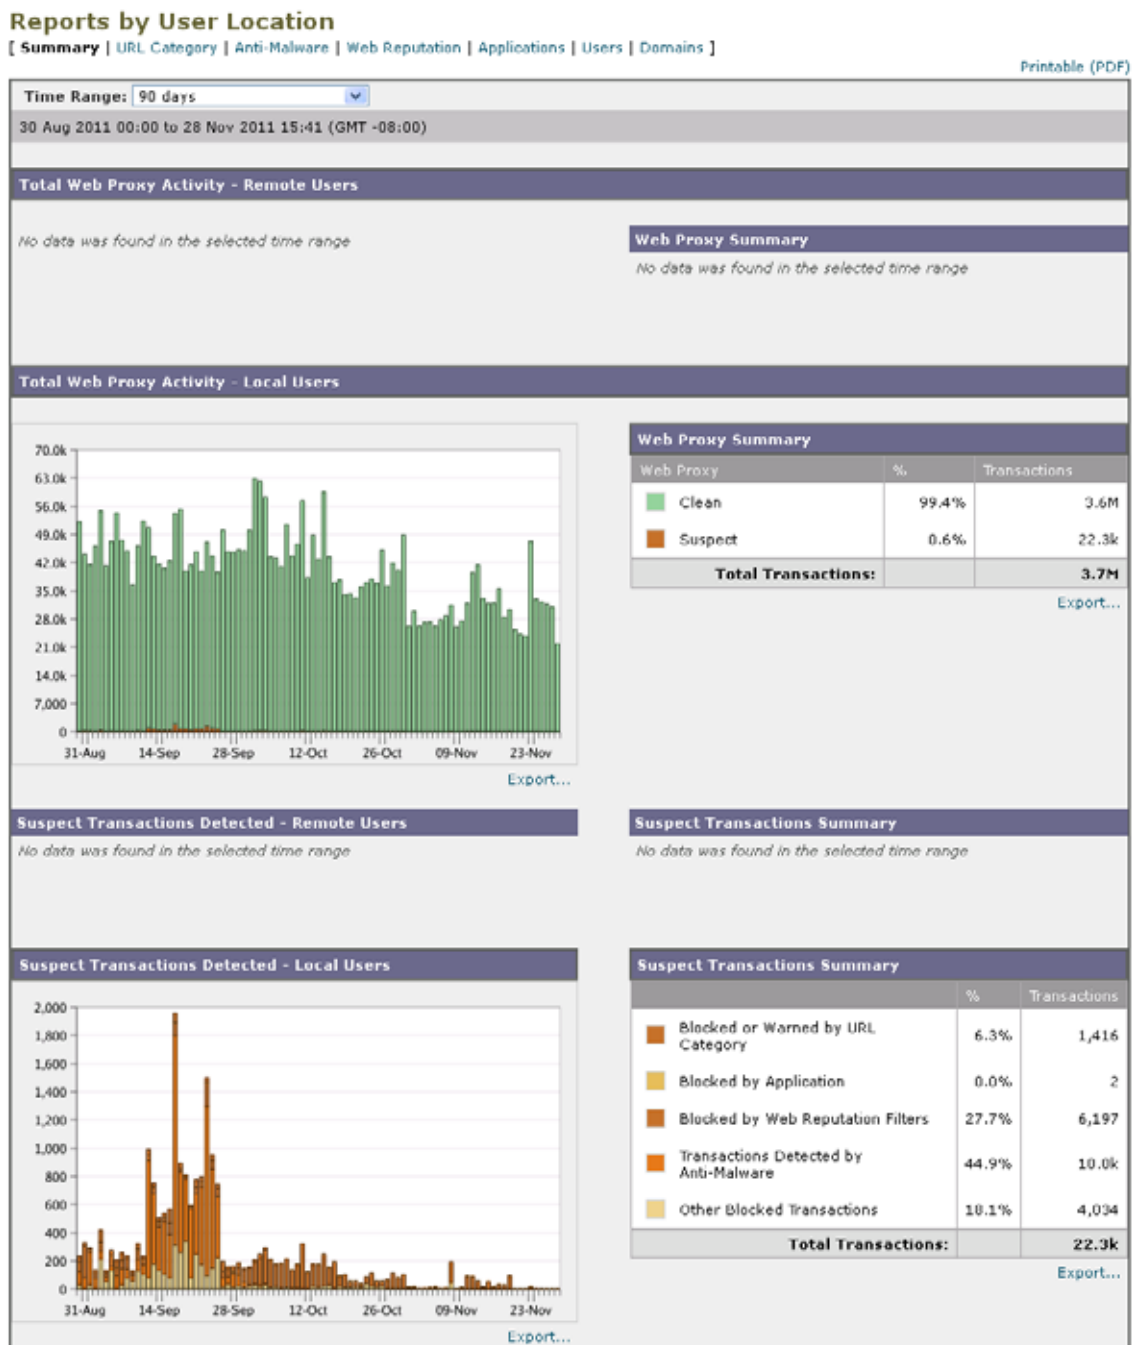 Reports by User Location
[ Summary | URL Category | Anti-Malware | Web Reputation | Applications | Users | Domains ]
Printable (PDF)
Time Range: 90 days
30 Aug 2011 00:00 to 28 Nov 2011 15:41 (GMT -08:00)
Total Web Proxy Activity - Remote Users
No data was found in the selected time range
Web Proxy Summary
No data was found in the selected time range
Total Web Proxy Activity - Local Users
70.0k
63.0k
56.0k
49.0k
42.0k
35.0k
28.0k
21.0k
14.0k
7,000
0
31-Aug 14-Sep 28-Sep 12-Oct 26-Oct 09-Nov 23-Nov
Export...
Web Proxy Summary
Web Proxy % Transactions
Clean 99.4% 3.6M
Suspect 0.6% 22.3k
Total Transactions: 3.7M
Export...
Suspect Transactions Detected - Remote Users
No data was found in the selected time range
Suspect Transactions Summary
No data was found in the selected time range
Suspect Transactions Detected - Local Users
2,000
1,800
1,600
1,400
1,200
1,000
800
600
400
200
0
31-Aug 14-Sep 28-Sep 12-Oct 26-Oct 09-Nov 23-Nov
Export...
Suspect Transactions Summary
% Transactions
Blocked or Warned by URL
Category 6.3% 1,416
Blocked by Application 0.0% 2
Blocked by Web Reputation Filters 27.7% 6,197
Transactions Detected by
Anti-Malware 44.9% 10.0k
Other Blocked Transactions 18.1% 4,034
Total Transactions: 22.3k
Export...